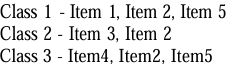 Class 1 - Item 1, Item 2, Item 5
Class 2 - Item 3, Item 2
Class 3 - Item4, Item2, Item5